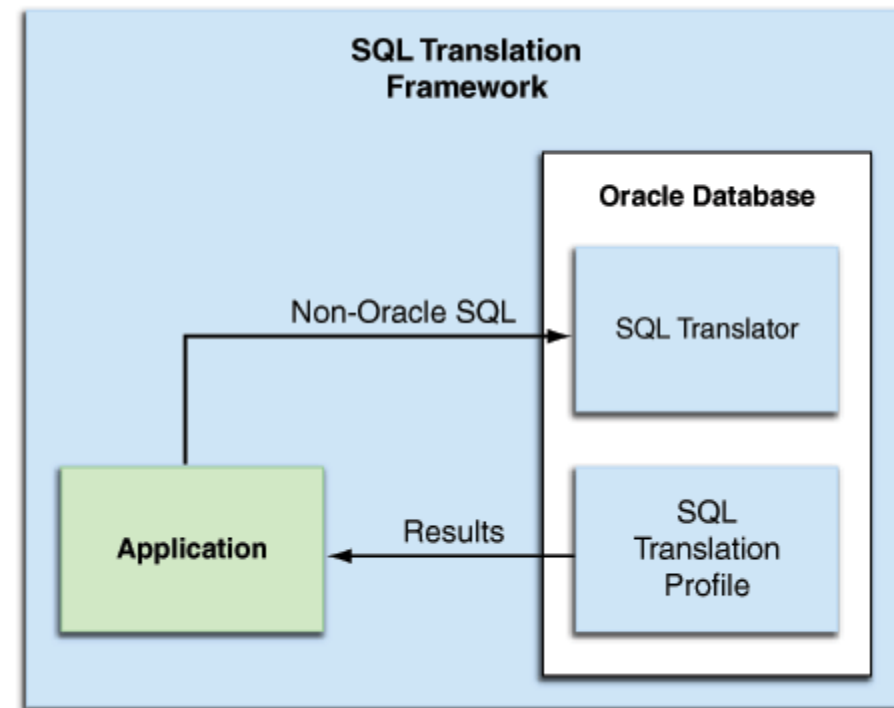 SQL Translation
Framework
Oracle Database
Non-Oracle SQL
SQL Translator
Application
Results
SQL
Translation
Profile